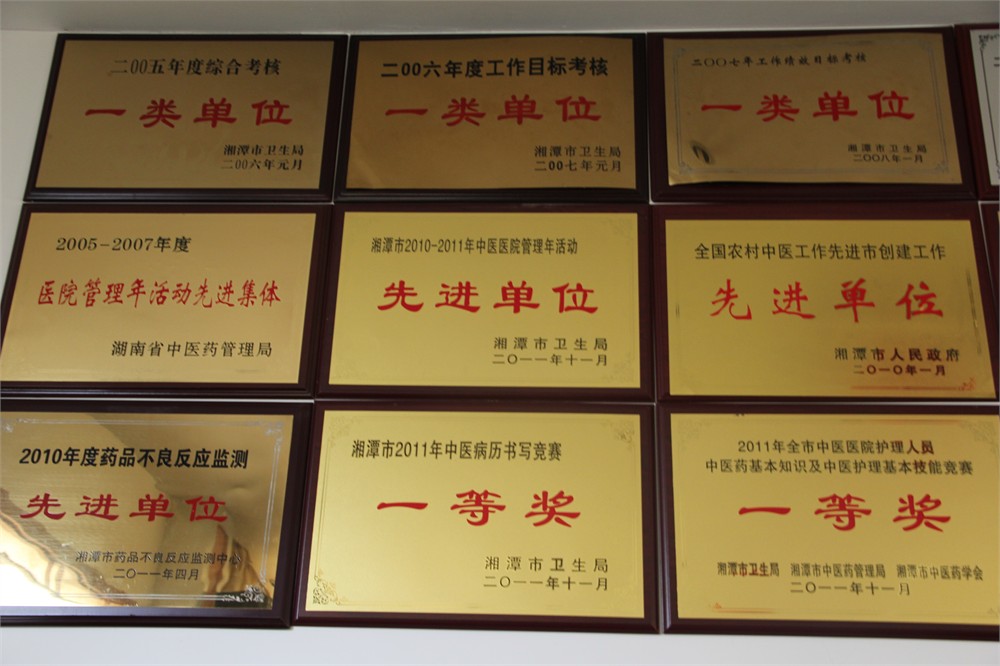 二00五年度综合考核
一类单位
湘潭市卫生局
二00六年元月
二00六年度工作目标考核
一类单位
湘潭市卫生局
二00七年元月
二〇〇七年工作绩效目标考核
一类单位
湘潭市卫生局
二〇〇八年一月
2005-2007年度
医院管理年活动先进集体
湖南省中医药管理局
湘潭市2010-2011年中医医院管理年活动
先进单位
湘潭市卫生局
二〇一一年十一月
全国农村中医工作先进市创建工作
先进单位
湘潭市人民政府
二〇一〇年一月
2010年度药品不良反应监测
先进单位
湘潭市药品不良反应监测中心
二〇一一年四月
湘潭市2011年中医病历书写竞赛
一等奖
湘潭市卫生局
二〇一一年十一月
2011年全市中医医院护理人员
中医药基本知识及中医护理基本技能竞赛
一等奖
湘潭市卫生局 湘潭市中医药管理局 湘潭市中医药学会
二〇一一年十一月